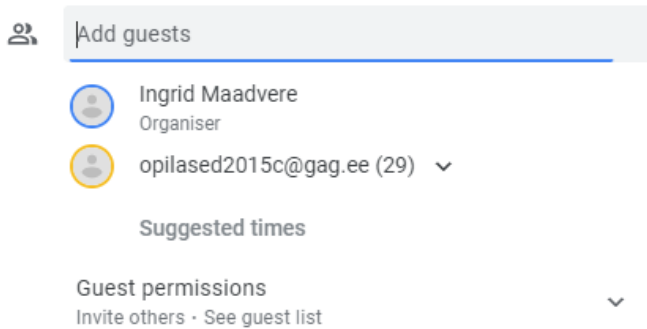 Add guests
Ingrid Maadvere
Organiser
opilased2015c@gag.ee (29)
Suggested times
Guest permissions
Invite others · See guest list